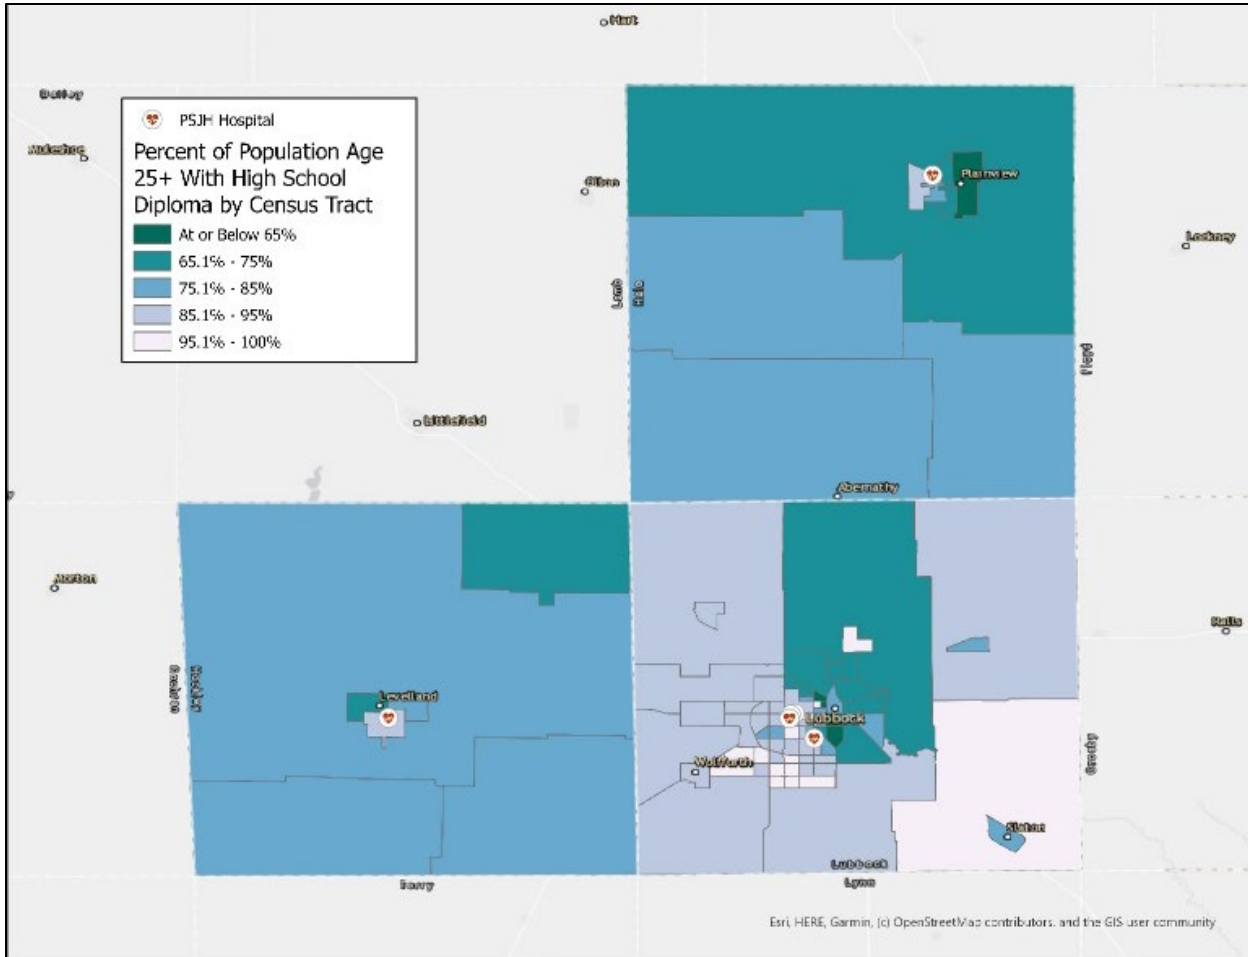 Hart
PSJH Hospital
Percent of Population Age
25+ With High School
Diploma by Census Tract
At or Below 65%
65.1% - 75%
75.1% - 85%
85.1% - 95%
95.1% - 100%
Muleshoe
Olton
Plainview
Lockney
Lamb
Hale
Floyd
Littlefield
Abernathy
Morton
Ralls
Hockley
Cochran
Levelland
Lubbock
Wolfforth
Crosby
Slaton
Lubbock
Lynn
Terry
Esri, HERE, Garmin, (c) OpenStreetMap contributors, and the GIS user community